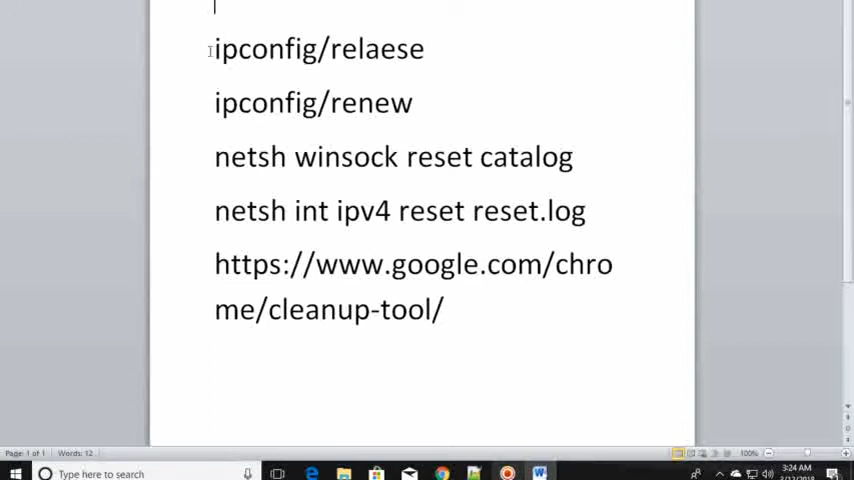 ipconfig/relaese
ipconfig/renew
netsh winsock reset catalog
netsh int ipv4 reset reset.log
https://www.google.com/chro
me/cleanup-tool/
Page: 1 of 1 Words: 12 100%
Type here to search 3:24 AM